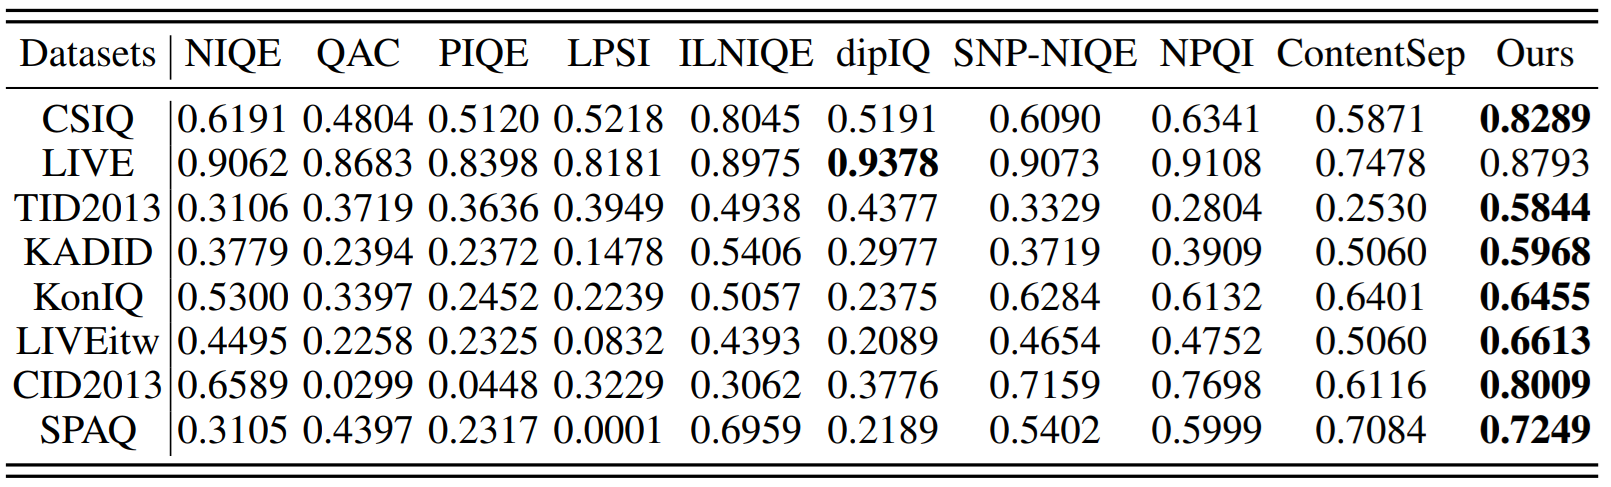 Datasets NIQE QAC PIQE LPSI ILNIQE dipIQ SNP-NIQE NPQI ContentSep Ours
CSIQ 0.6191 0.4804 0.5120 0.5218 0.8045 0.5191 0.6090 0.6341 0.5871 0.8289
LIVE 0.9062 0.8683 0.8398 0.8181 0.8975 0.9378 0.9073 0.9108 0.7478 0.8793
TID2013 0.3106 0.3719 0.3636 0.3949 0.4938 0.4377 0.3329 0.2804 0.2530 0.5844
KADID 0.3779 0.2394 0.2372 0.1478 0.5406 0.2977 0.3719 0.3909 0.5060 0.5968
KonIQ 0.5300 0.3397 0.2452 0.2239 0.5057 0.2375 0.6284 0.6132 0.6401 0.6455
LIVEitw 0.4495 0.2258 0.2325 0.0832 0.4393 0.2089 0.4654 0.4752 0.5060 0.6613
CID2013 0.6589 0.0299 0.0448 0.3229 0.3062 0.3776 0.7159 0.7698 0.6116 0.8009
SPAQ 0.3105 0.4397 0.2317 0.0001 0.6959 0.2189 0.5402 0.5999 0.7084 0.7249